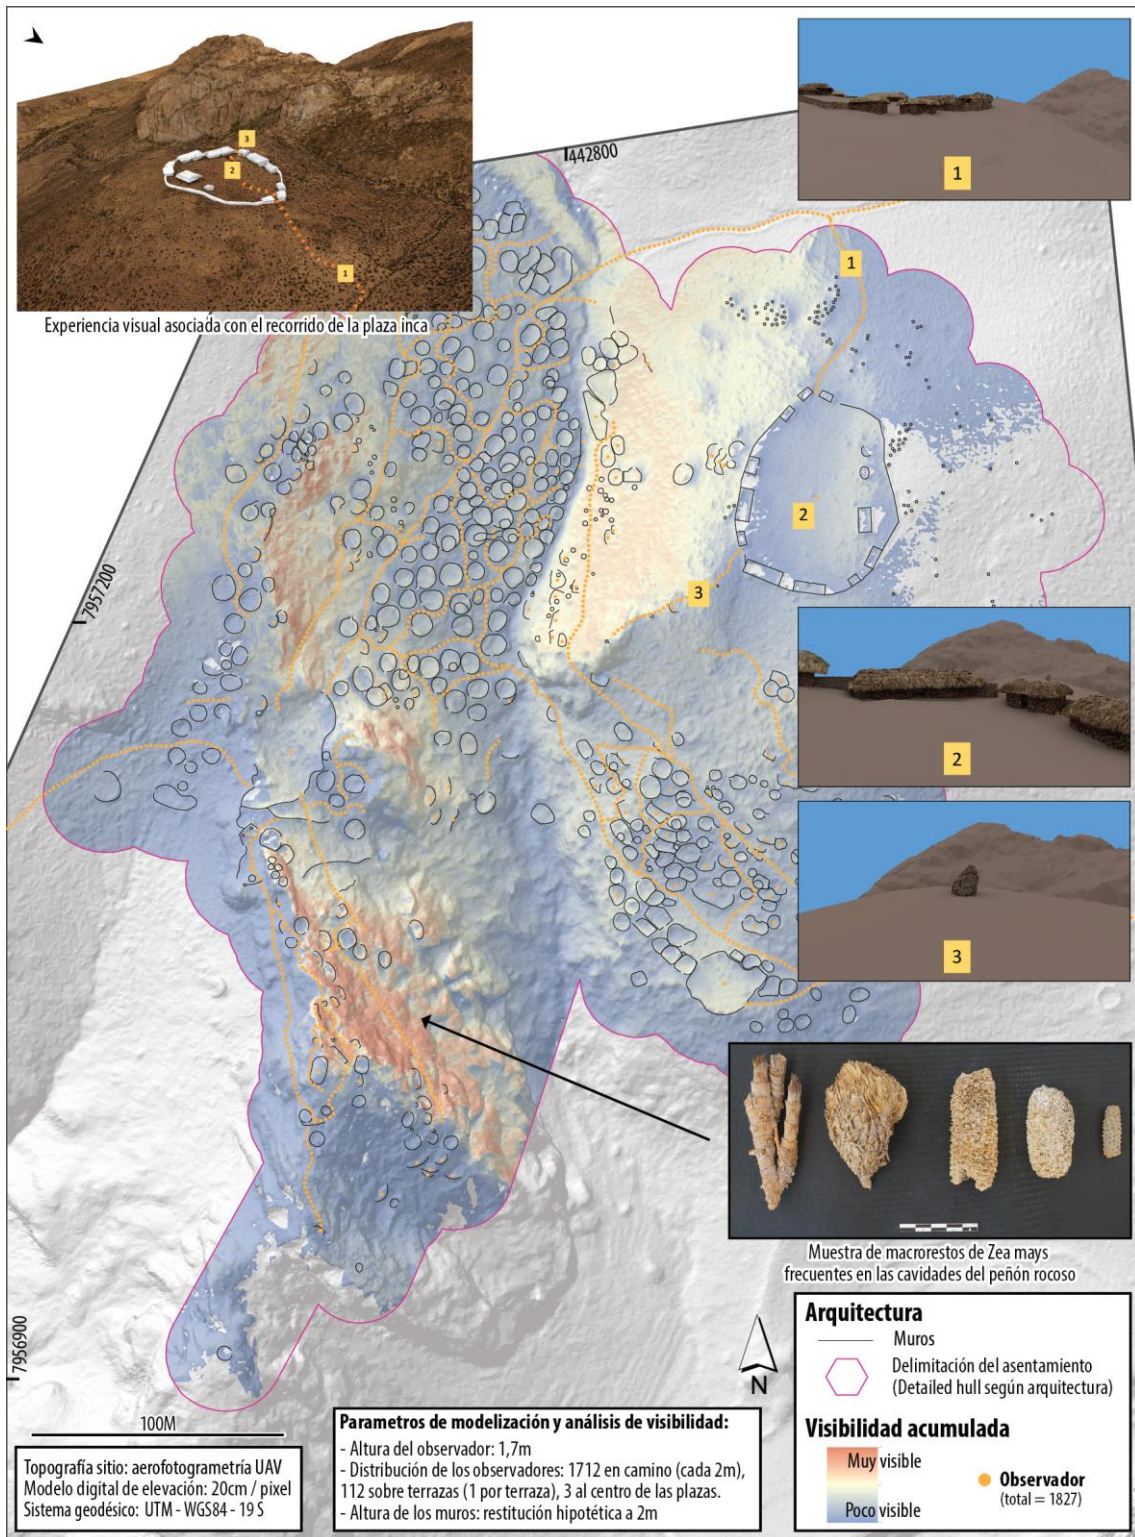 3
2
1
Experiencia visual asociada con el recorrido de la plaza inca
442800
1
1
2
3
7957200
2
3
Muestra de macrorestos de Zea mays
frecuentes en las cavidades del peñón rocoso
7956900
N
100M
Topografía sitio: aerofotogrametría UAV
Modelo digital de elevación: 20cm / pixel
Sistema geodésico: UTM - WGS84 - 19 S
Parametros de modelización y análisis de visibilidad:
- Altura del observador: 1,7m
- Distribución de los observadores: 1712 en camino (cada 2m),
112 sobre terrazas (1 por terraza), 3 al centro de las plazas.
- Altura de los muros: restitución hipotética a 2m
Arquitectura
Muros
Delimitación del asentamiento
(Detailed hull según arquitectura)
Visibilidad acumulada
Muy visible
Poco visible
Observador
(total = 1827)